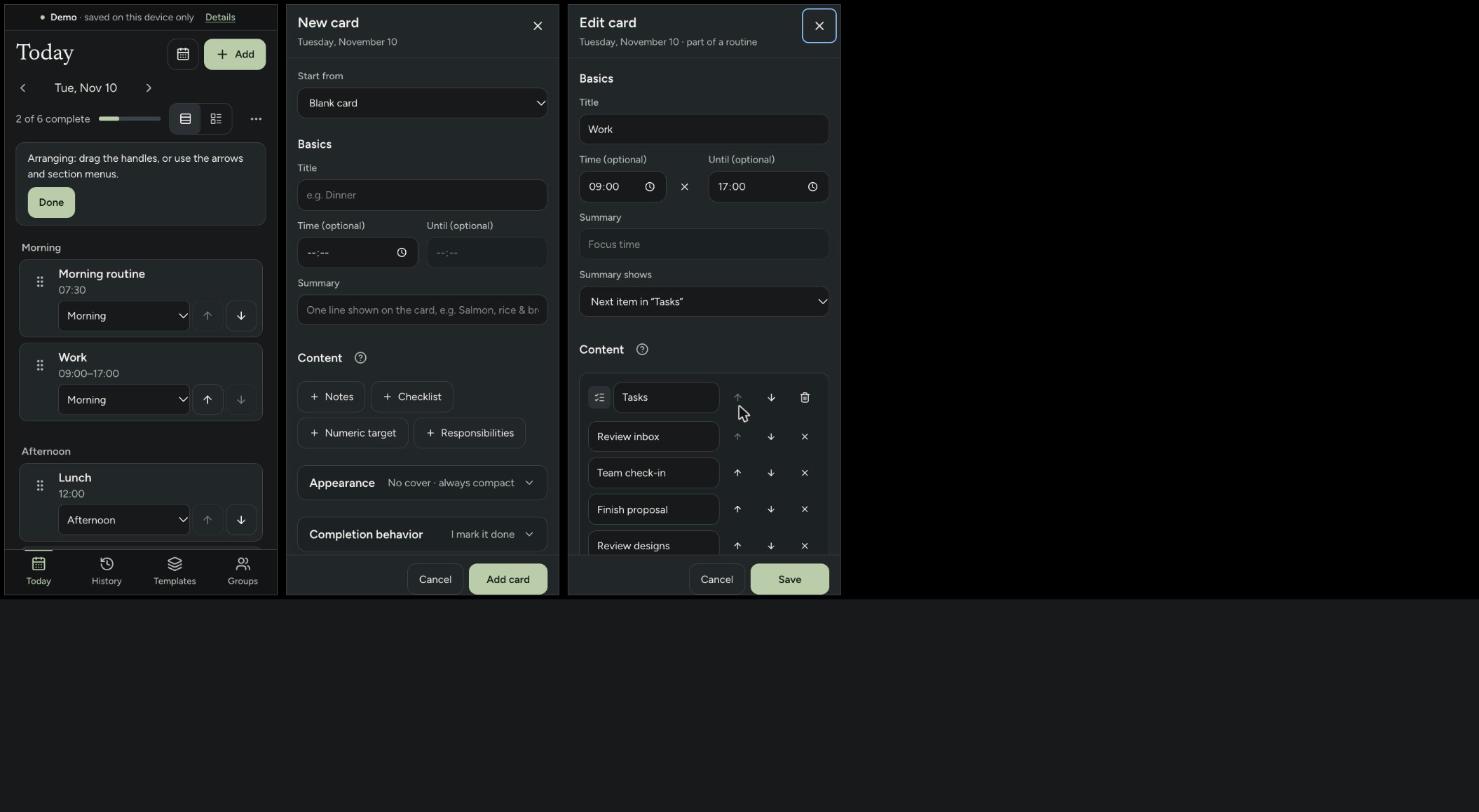 Demo · saved on this device only Details
Today
Add
Tue, Nov 10
2 of 6 complete
Arranging: drag the handles, or use the arrows
and section menus.
Done
Morning
Morning routine
07:30
Morning
Work
09:00–17:00
Morning
Afternoon
Lunch
12:00
Afternoon
Today
History
Templates
Groups
New card
Tuesday, November 10
Start from
Blank card
Basics
Title
e.g. Dinner
Time (optional)
Until (optional)
--:--
--:--
Summary
One line shown on the card, e.g. Salmon, rice & br
Content
+ Notes
+ Checklist
+ Numeric target
+ Responsibilities
Appearance No cover · always compact
Completion behavior I mark it done
Cancel
Add card
Edit card
Tuesday, November 10 · part of a routine
Basics
Title
Work
Time (optional)
Until (optional)
09:00
17:00
Summary
Focus time
Summary shows
Next item in “Tasks”
Content
Tasks
Review inbox
Team check-in
Finish proposal
Review designs
Cancel
Save